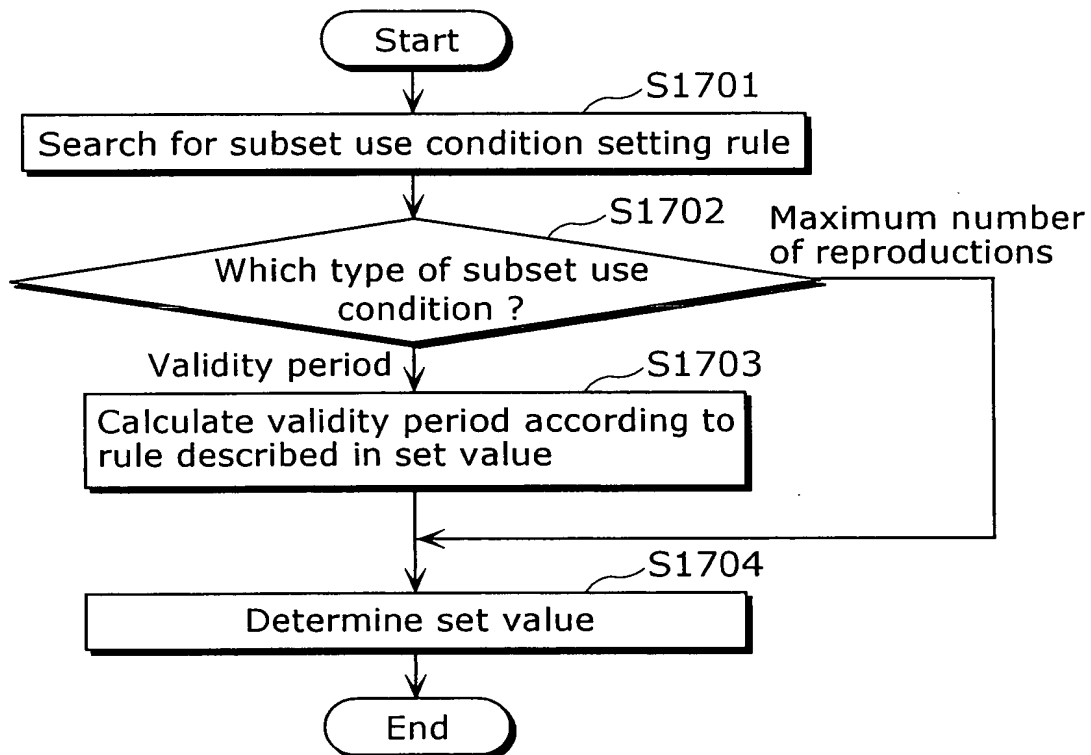 Start
S1701
Search for subset use condition setting rule
S1702
Maximum number
of reproductions
Which type of subset use
condition ?
Validity period
S1703
Calculate validity period according to
rule described in set value
S1704
Determine set value
End